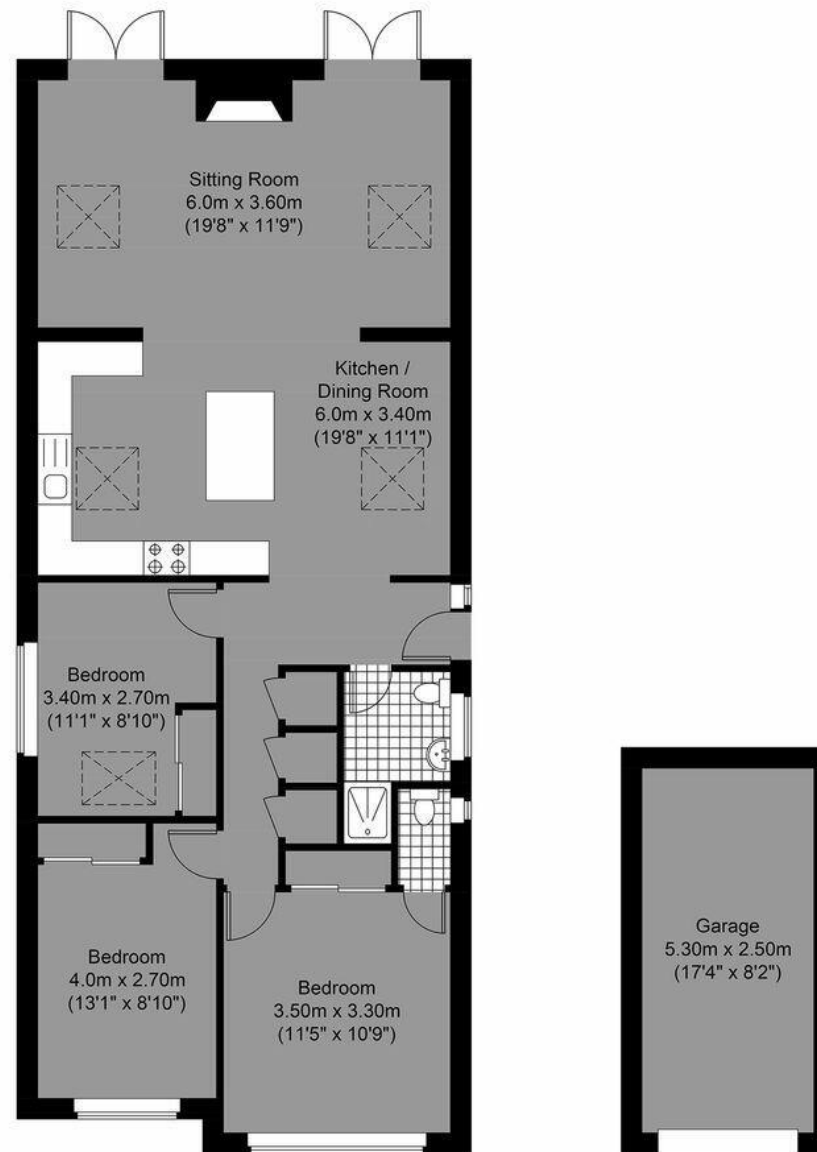 Sitting Room
6.0m x 3.60m
(19'8" x 11'9")
Kitchen /
Dining Room
6.0m x 3.40m
(19'8" x 11'1")
Bedroom
3.40m x 2.70m
(11'1" x 8'10")
Bedroom
4.0m x 2.70m
(13'1" x 8'10")
Bedroom
3.50m x 3.30m
(11'5" x 10'9")
Garage
5.30m x 2.50m
(17'4" x 8'2")